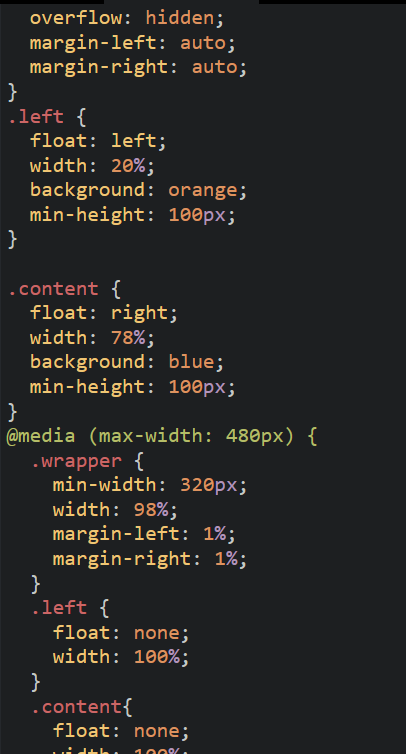 overflow: hidden;
margin-left: auto;
margin-right: auto;
}
.left {
float: left;
width: 20%;
background: orange;
min-height: 100px;
}
.content {
float: right;
width: 78%;
background: blue;
min-height: 100px;
}
@media (max-width: 480px) {
.wrapper {
min-width: 320px;
width: 98%;
margin-left: 1%;
margin-right: 1%;
}
.left {
float: none;
width: 100%;
}
.content{
float: none;
width: 100%;